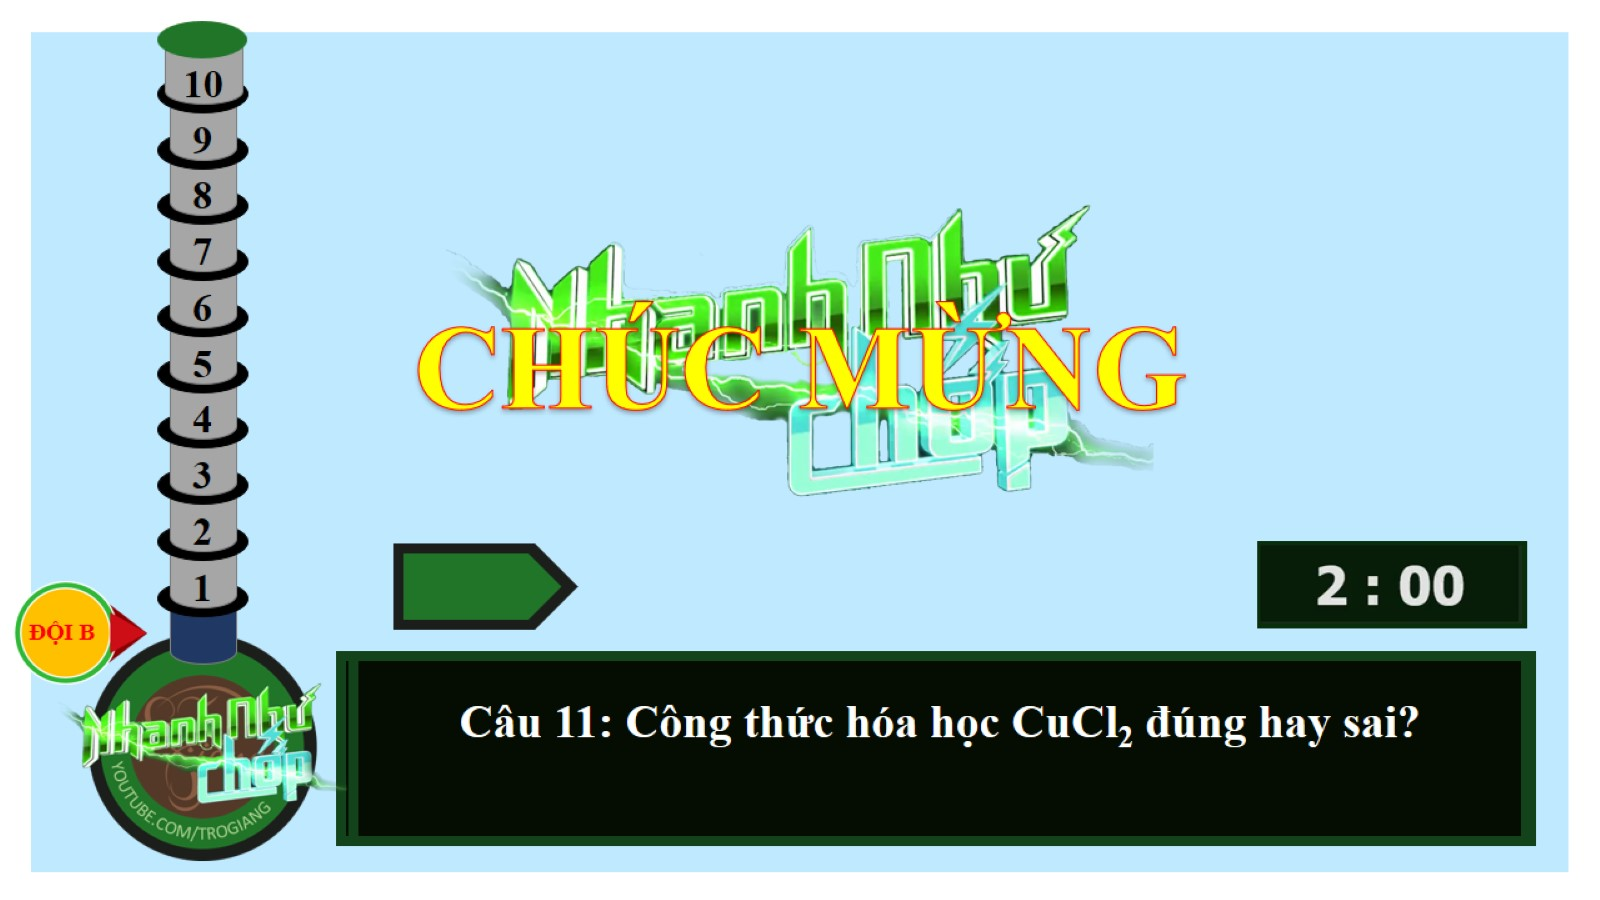 10
9
8
7
6
5
4
3
2
1
ĐỘI B
Nhanh Như
Chớp
CHÚC MỪNG
2 : 00
Nhanh Như
chớp
YOUTUBE.COM/TROGIANG
Câu 11: Công thức hóa học CuCl₂ đúng hay sai?